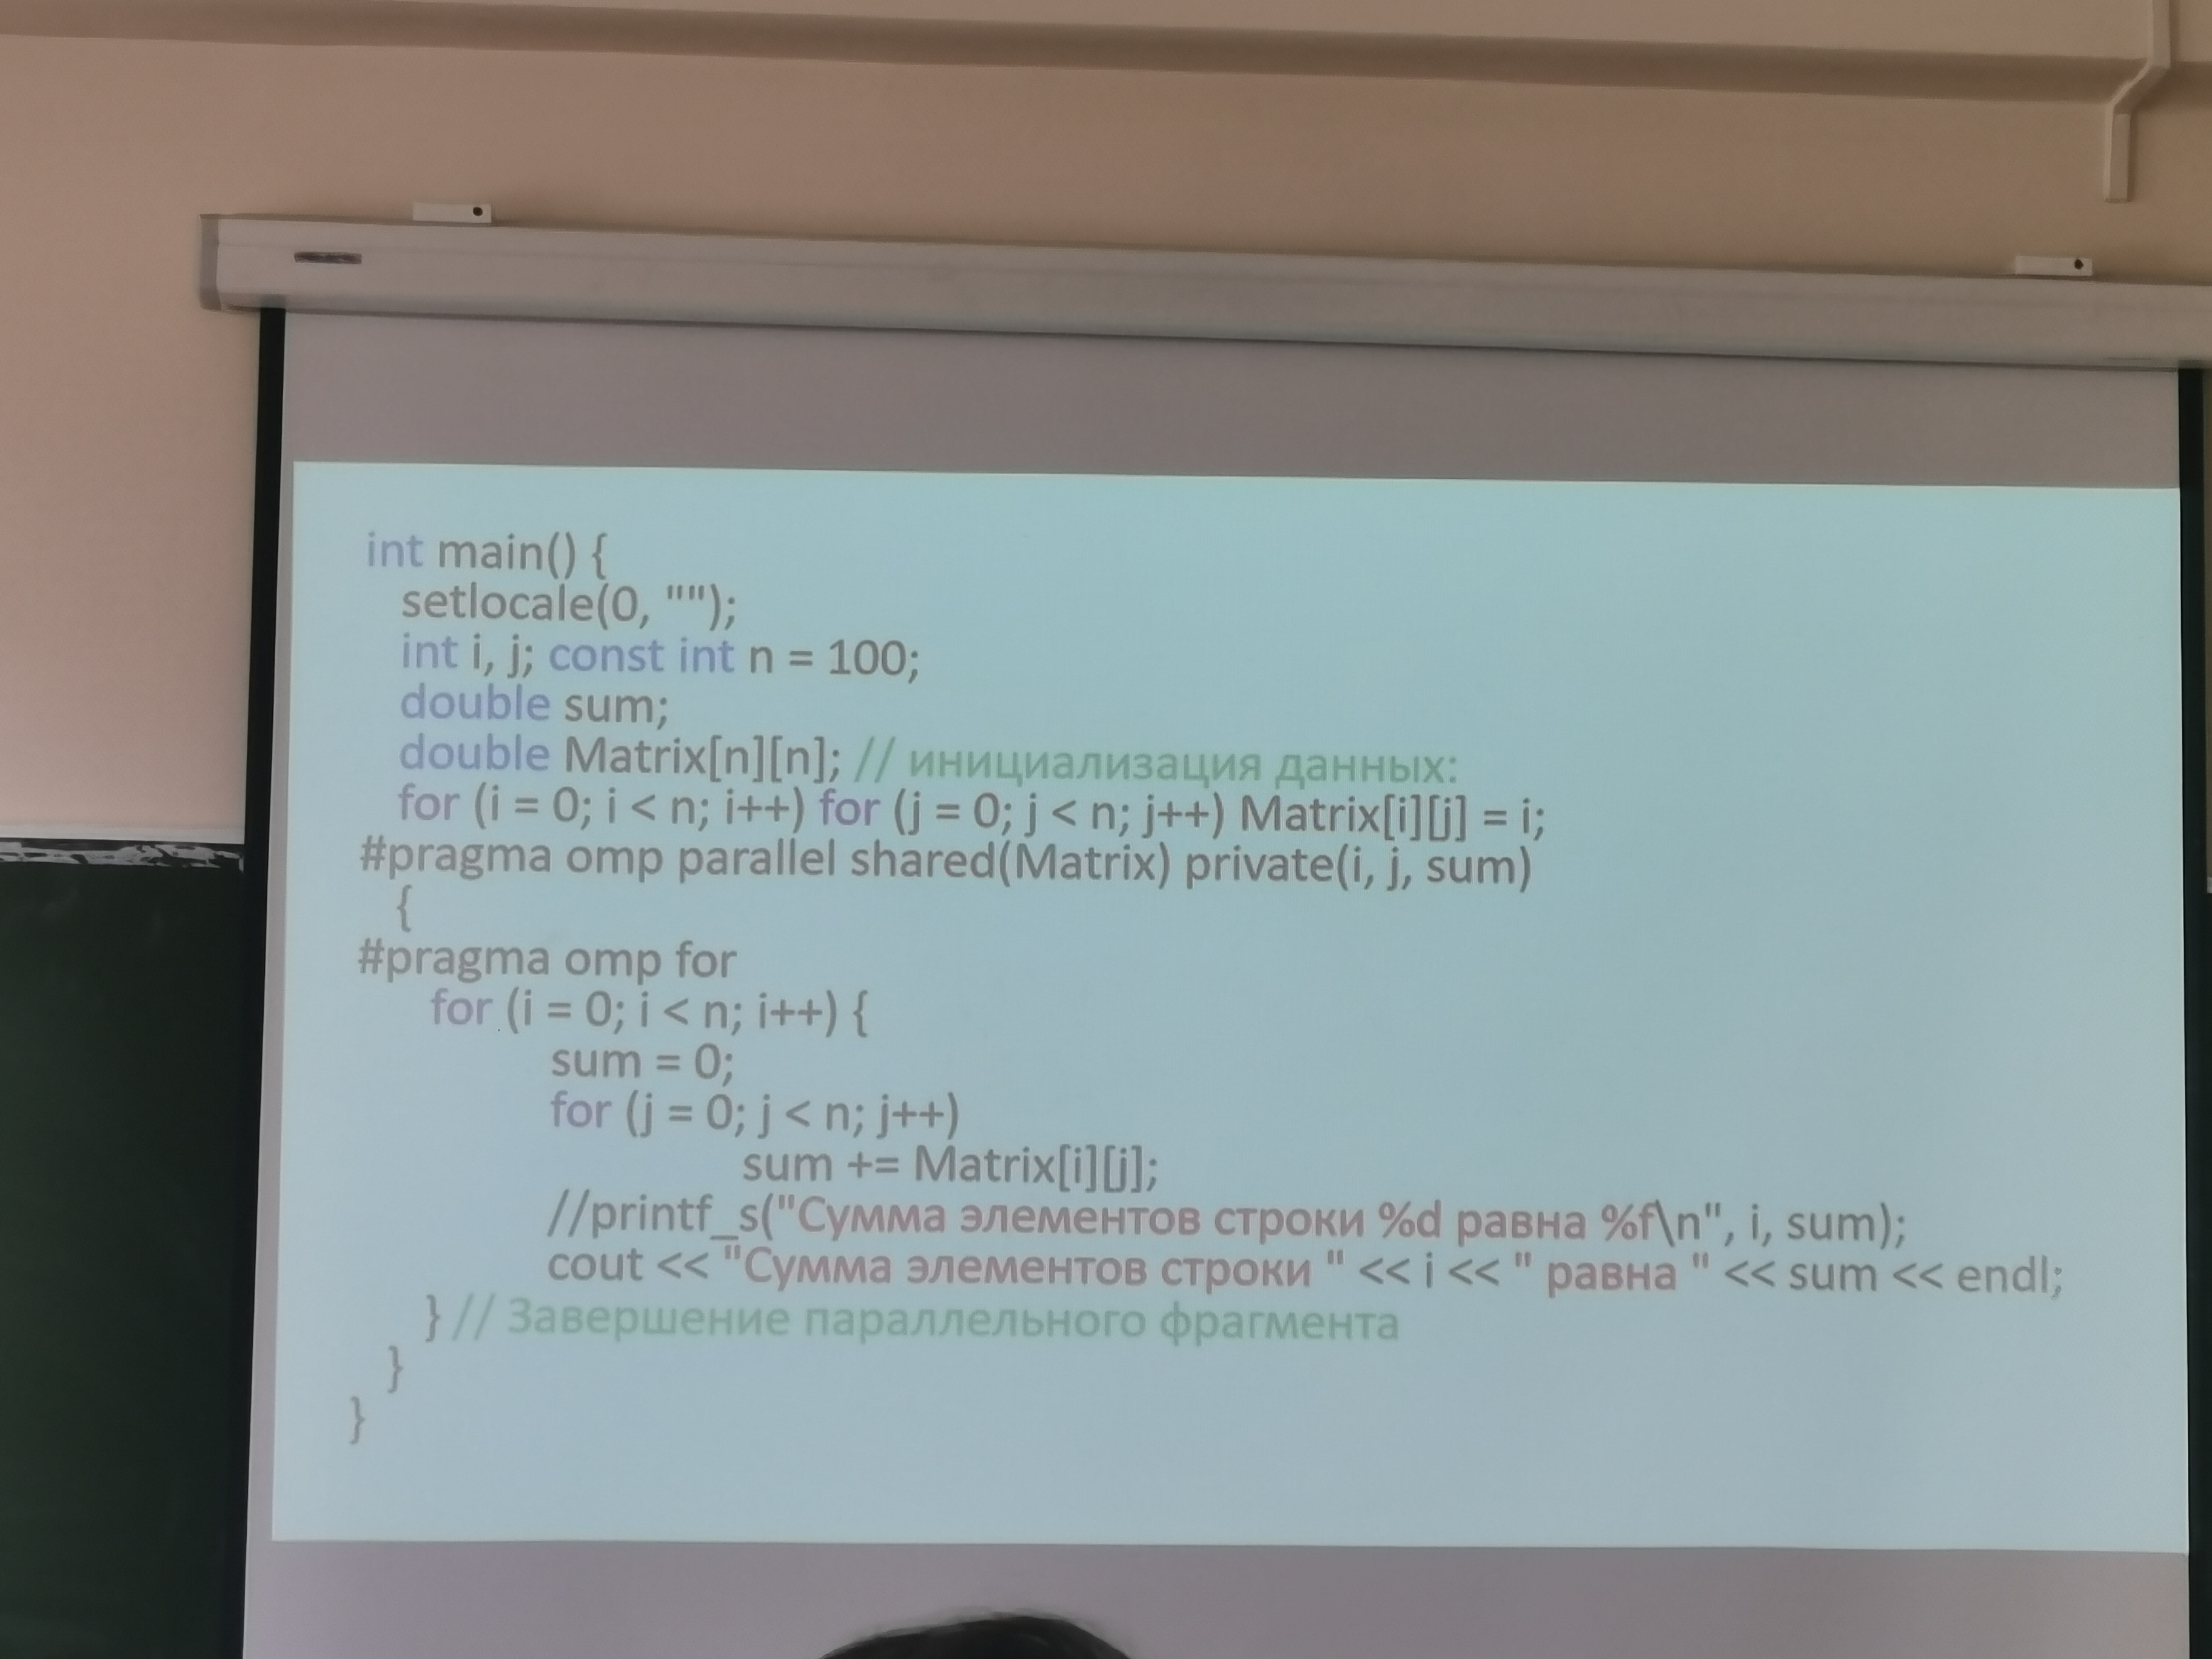 int main() {
setlocale(0, "");
int i, j; const int n = 100;
double sum;
double Matrix[n][n]; // инициализация данных:
for (i = 0; i < n; i++) for (j = 0; j < n; j++) Matrix[i][j] = i;
#pragma omp parallel shared(Matrix) private(i, j, sum)
{
#pragma omp for
for (i = 0; i < n; i++) {
sum = 0;
for (j = 0; j < n; j++)
sum += Matrix[i][j];
//printf_s("Сумма элементов строки %d равна %f\n", i, sum);
cout << "Сумма элементов строки " << i << " равна " << sum << endl;
} // Завершение параллельного фрагмента
}
}